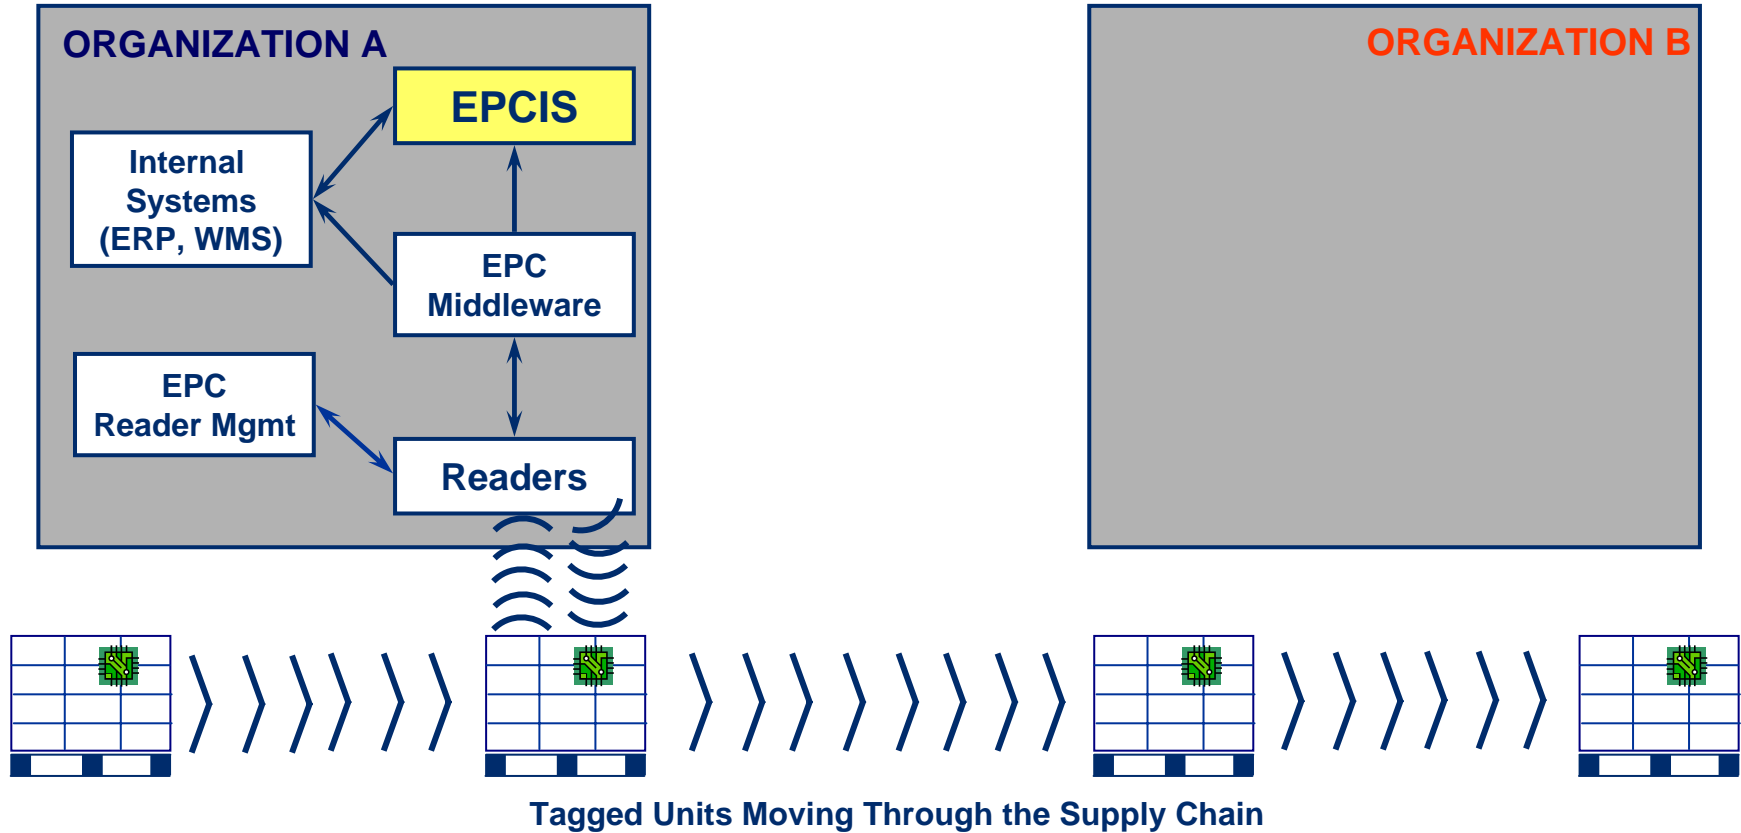 ORGANIZATION A
EPCIS
Internal
Systems
(ERP, WMS)
EPC
Middleware
EPC
Reader Mgmt
Readers
ORGANIZATION B
Tagged Units Moving Through the Supply Chain